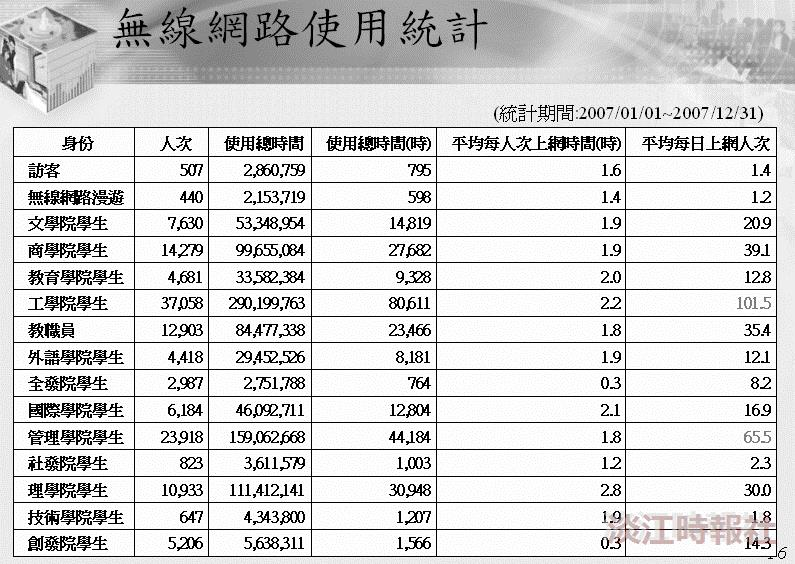 無線網路使用統計
(統計期間:2007/01/01~2007/12/31)
身份 人次 使用總時間 使用總時間(時) 平均每人次上網時間(時) 平均每日上網人次
訪客 507 2,860,759 795 1.6 1.4
無線網路漫遊 440 2,153,719 598 1.4 1.2
文學院學生 7,630 53,348,954 14,819 1.9 20.9
商學院學生 14,279 99,655,084 27,682 1.9 39.1
教育學院學生 4,681 33,582,384 9,328 2.0 12.8
工學院學生 37,058 290,199,763 80,611 2.2 101.5
教職員 12,903 84,477,338 23,466 1.8 35.4
外語學院學生 4,418 29,452,526 8,181 1.9 12.1
全發院學生 2,987 2,751,788 764 0.3 8.2
國際學院學生 6,184 46,092,711 12,804 2.1 16.9
管理學院學生 23,918 159,062,668 44,184 1.8 65.5
社發院學生 823 3,611,579 1,003 1.2 2.3
理學院學生 10,933 111,412,141 30,948 2.8 30.0
技術學院學生 647 4,343,800 1,207 1.9 1.8
創發院學生 5,206 5,638,311 1,566 0.3 14.3
淡江時報社
16